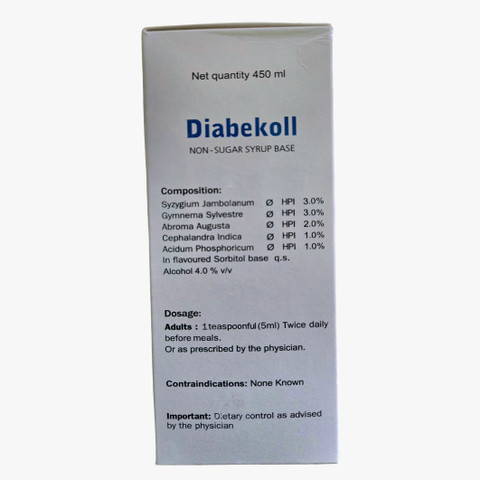 Net quantity 450 ml
Diabekoll
NON-SUGAR SYRUP BASE
Composition:
Syzygium Jambolanum Ø HPI 3.0%
Gymnema Sylvestre Ø HPI 3.0%
Abroma Augusta Ø HPI 2.0%
Cephalandra Indica Ø HPI 1.0%
Acidum Phosphoricum Ø HPI 1.0%
In flavoured Sorbitol base q.s.
Alcohol 4.0 % v/v
Dosage:
Adults : 1teaspoonful(5ml) Twice daily
before meals.
Or as prescribed by the physician.
Contraindications: None Known
Important: Dietary control as advised
by the physician